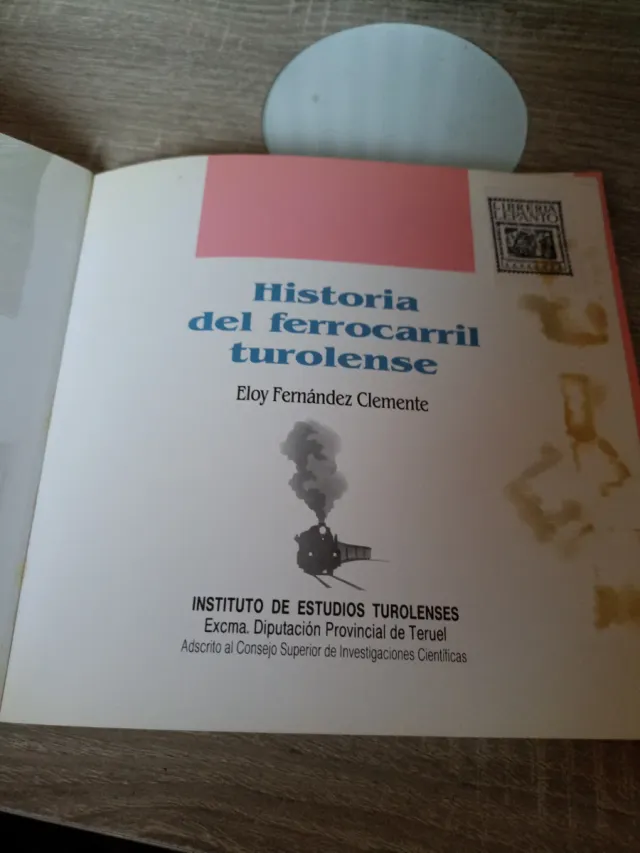 LIBRERIA
LEPANTO
Historia
del ferrocarril
turolense
Eloy Fernández Clemente
INSTITUTO DE ESTUDIOS TUROLENSES
Excma. Diputación Provincial de Teruel
Adscrito al Consejo Superior de Investigaciones Científicas